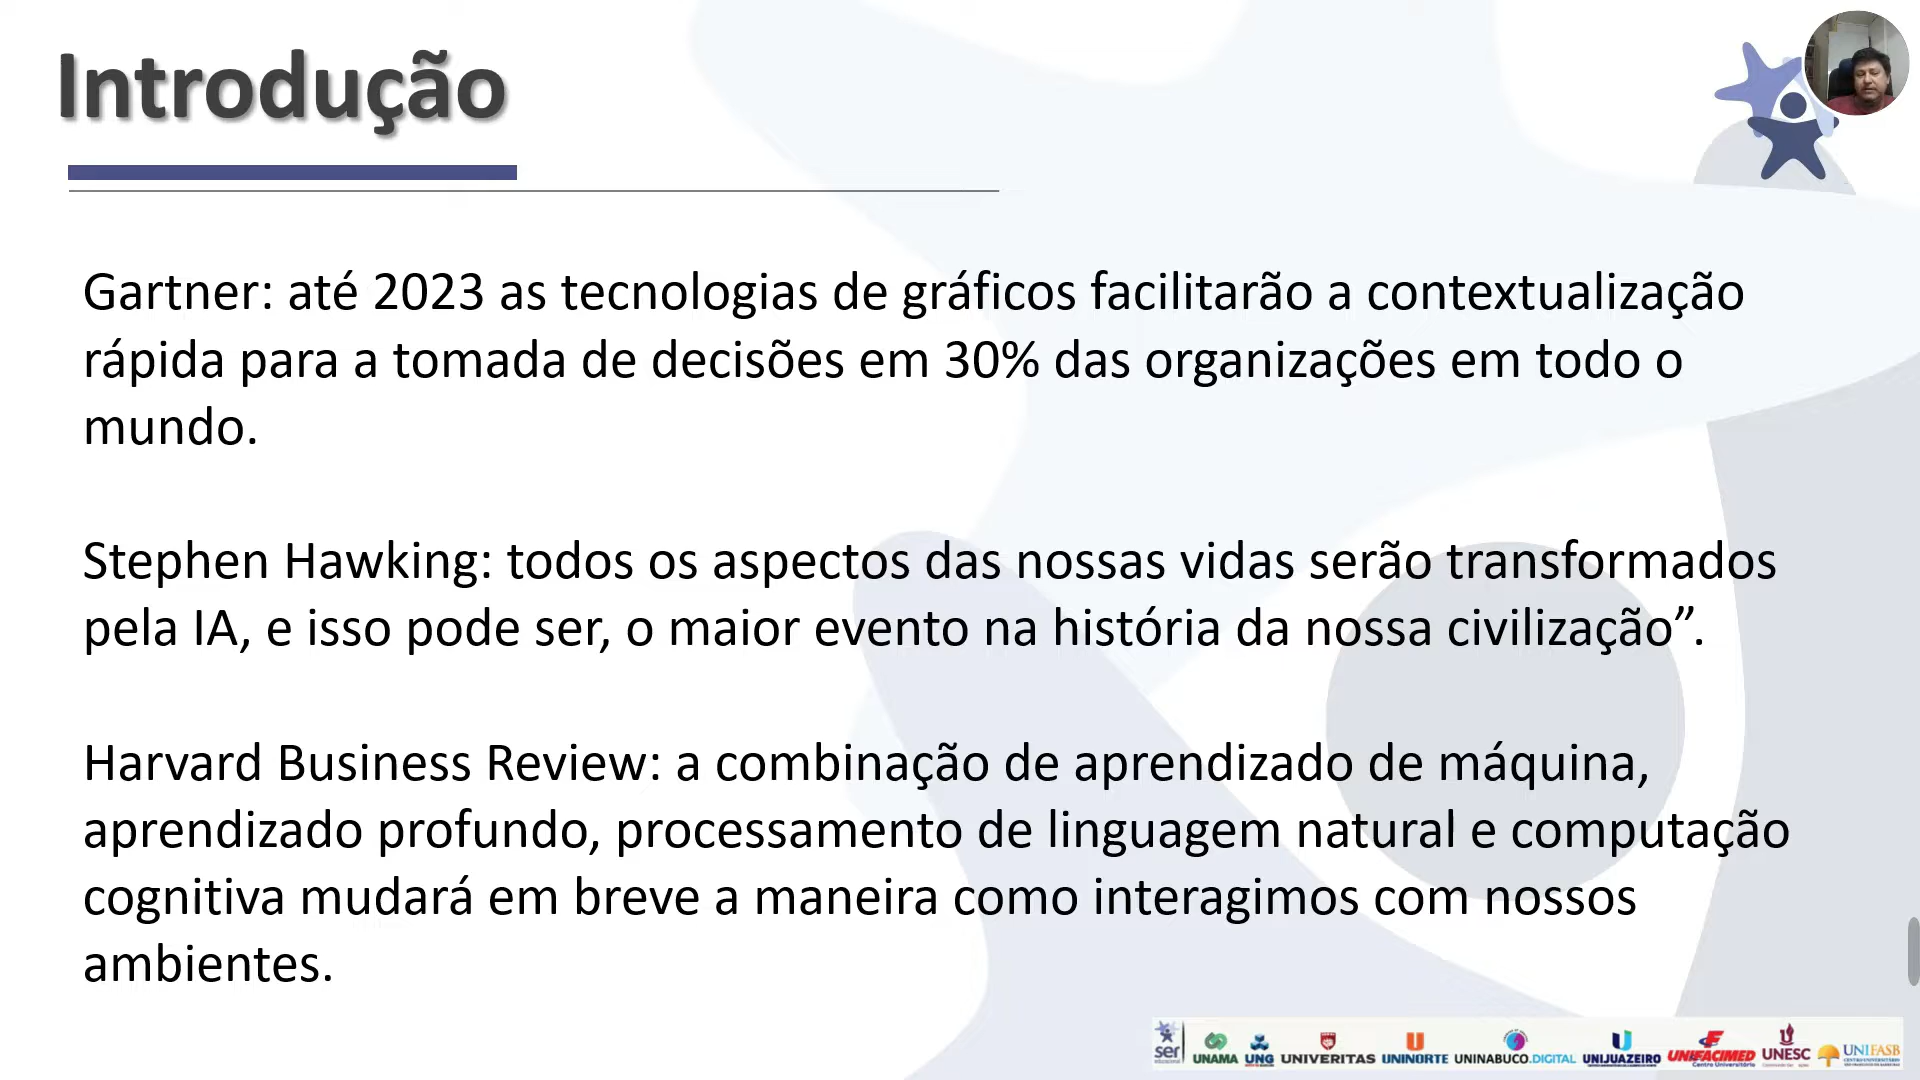 Introdução
Gartner: até 2023 as tecnologias de gráficos facilitarão a contextualização
rápida para a tomada de decisões em 30% das organizações em todo o
mundo.
Stephen Hawking: todos os aspectos das nossas vidas serão transformados
pela IA, e isso pode ser, o maior evento na história da nossa civilização”.
Harvard Business Review: a combinação de aprendizado de máquina,
aprendizado profundo, processamento de linguagem natural e computação
cognitiva mudará em breve a maneira como interagimos com nossos
ambientes.
ser UNAMA UNG UNIVERITAS UNINORTE UNINABUCO.DIGITAL UNIJUAZEIRO UNIFACIMED UNESC UNIFASB
Centro Universitário